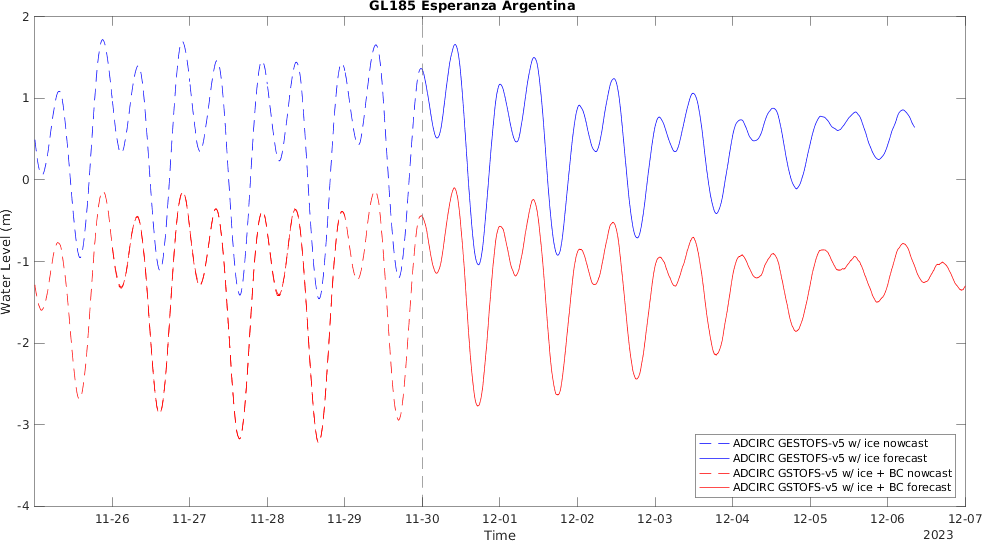 GL185 Esperanza Argentina
2
1
0
-1
-2
-3
-4
Water Level (m)
ADCIRC GESTOFS-v5 w/ ice nowcast
ADCIRC GESTOFS-v5 w/ ice forecast
ADCIRC GSTOFS-v5 w/ ice + BC nowcast
ADCIRC GSTOFS-v5 w/ ice + BC forecast
11-26 11-27 11-28 11-29 11-30 12-01 12-02 12-03 12-04 12-05 12-06 12-07
Time
2023